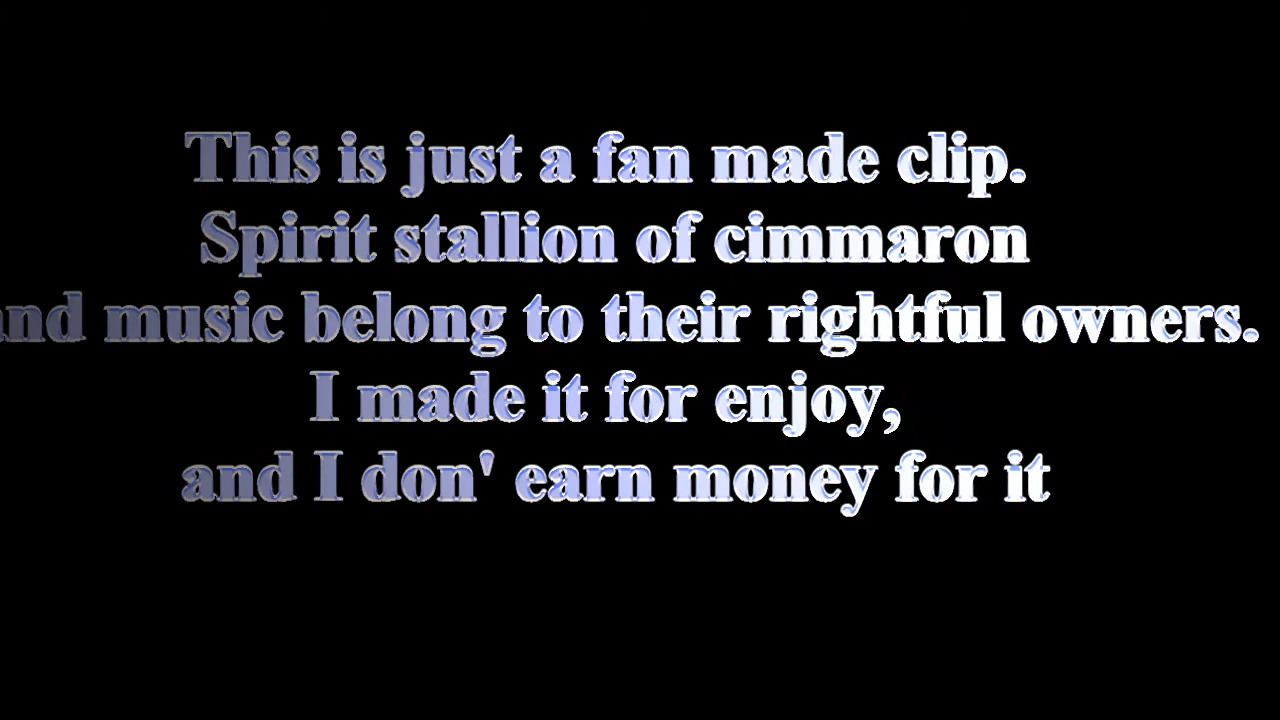 This is just a fan made clip.
Spirit stallion of cimmaron
and music belong to their rightful owners.
I made it for enjoy,
and I don' earn money for it